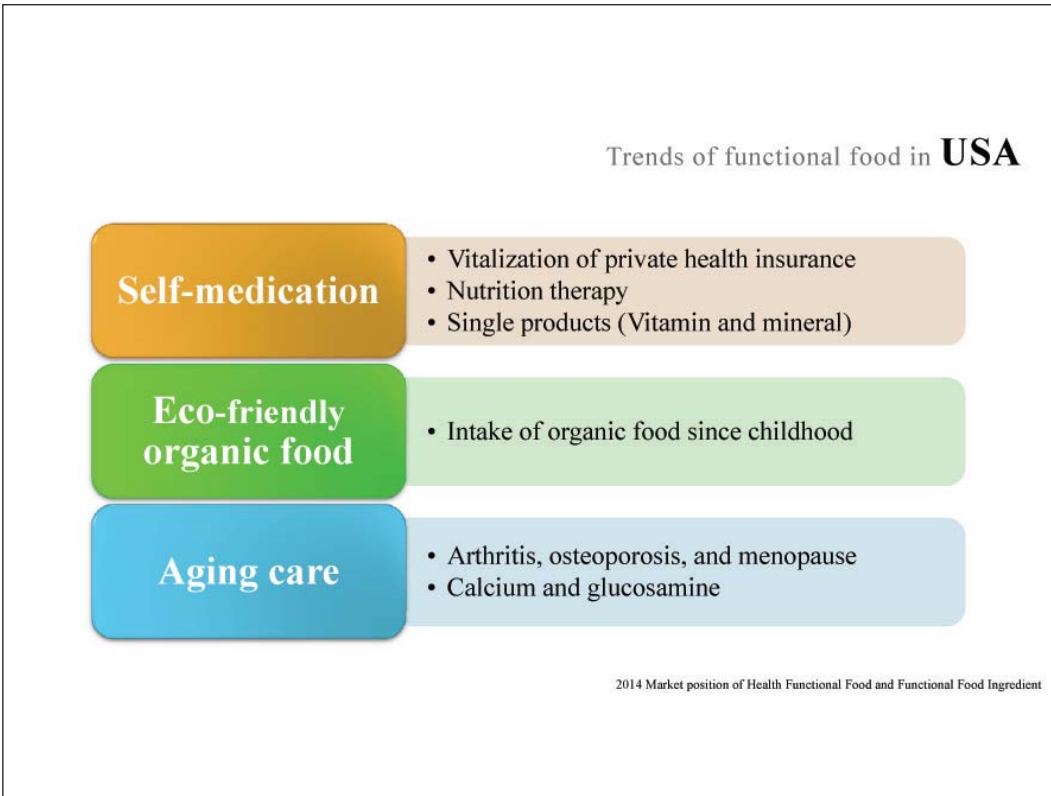 Trends of functional food in USA
Self-medication
• Vitalization of private health insurance
• Nutrition therapy
• Single products (Vitamin and mineral)
Eco-friendly
organic food
• Intake of organic food since childhood
Aging care
• Arthritis, osteoporosis, and menopause
• Calcium and glucosamine
2014 Market position of Health Functional Food and Functional Food Ingredient